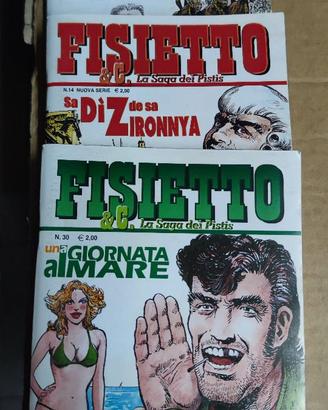 FISIETTO
& C. La Saga dei Pistis
N.14 NUOVA SERIE € 2,00
sa DÌ Z de sa
ZIRONNYA
FISIETTO
& C. La Saga dei Pistis
N. 30 € 2,00
una GIORNATA
al MARE